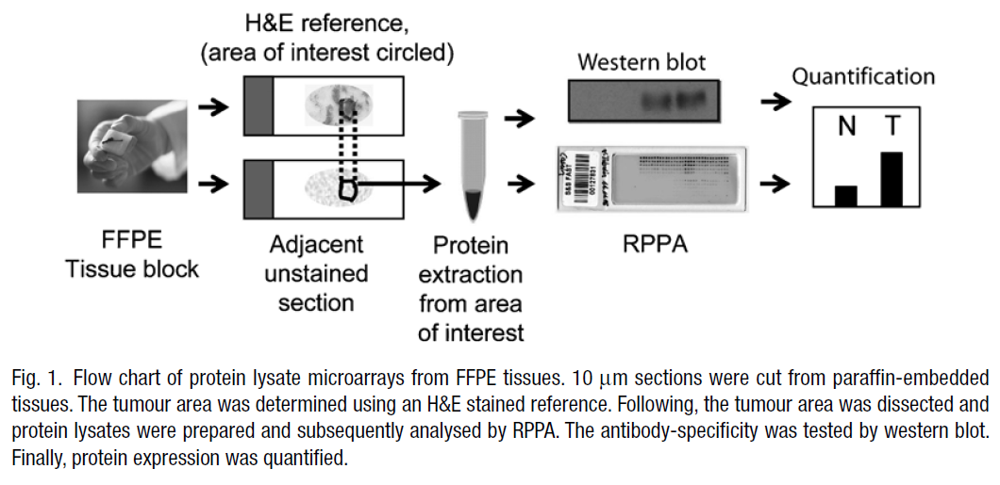 H&E reference,
(area of interest circled)
Western blot
Quantification
N T
S&S FAST
00127931
FFPE
Tissue block
Adjacent
unstained
section
Protein
extraction
from area
of interest
RPPA
Fig. 1. Flow chart of protein lysate microarrays from FFPE tissues. 10 μm sections were cut from paraffin-embedded
tissues. The tumour area was determined using an H&E stained reference. Following, the tumour area was dissected and
protein lysates were prepared and subsequently analysed by RPPA. The antibody-specificity was tested by western blot.
Finally, protein expression was quantified.